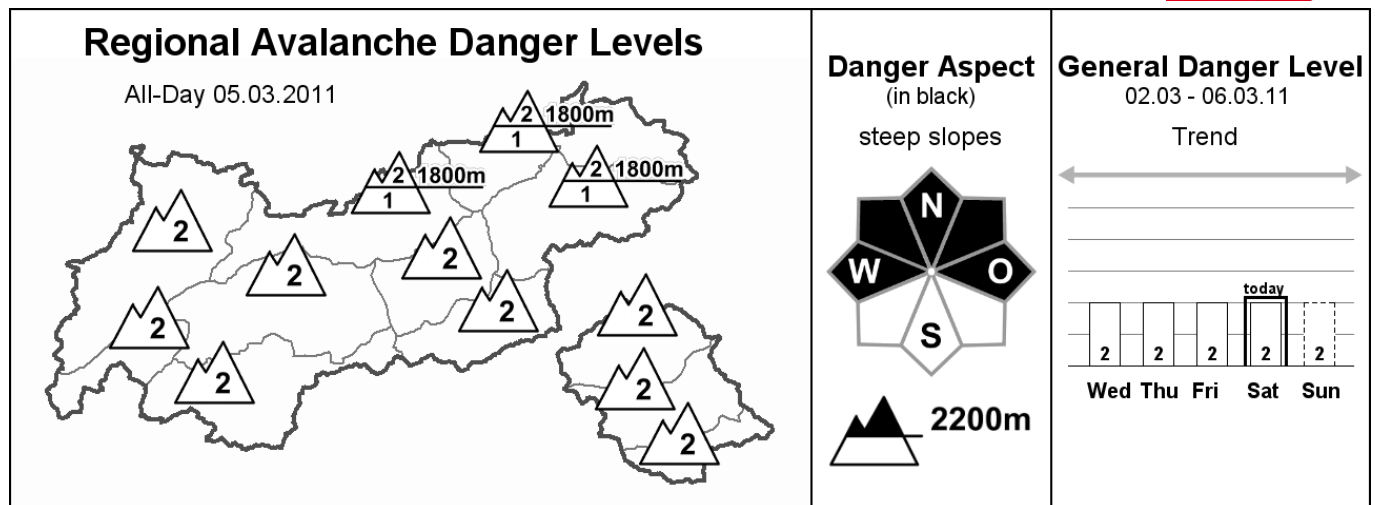 Regional Avalanche Danger Levels
All-Day 05.03.2011
2 1800m
1
2 1800m
1
2 1800m
1
2
2
2
2
2
2
2
2
2
Danger Aspect
(in black)
steep slopes
N
W O
S
2200m
General Danger Level
02.03 - 06.03.11
Trend
today
2 2 2 2 2
Wed Thu Fri Sat Sun